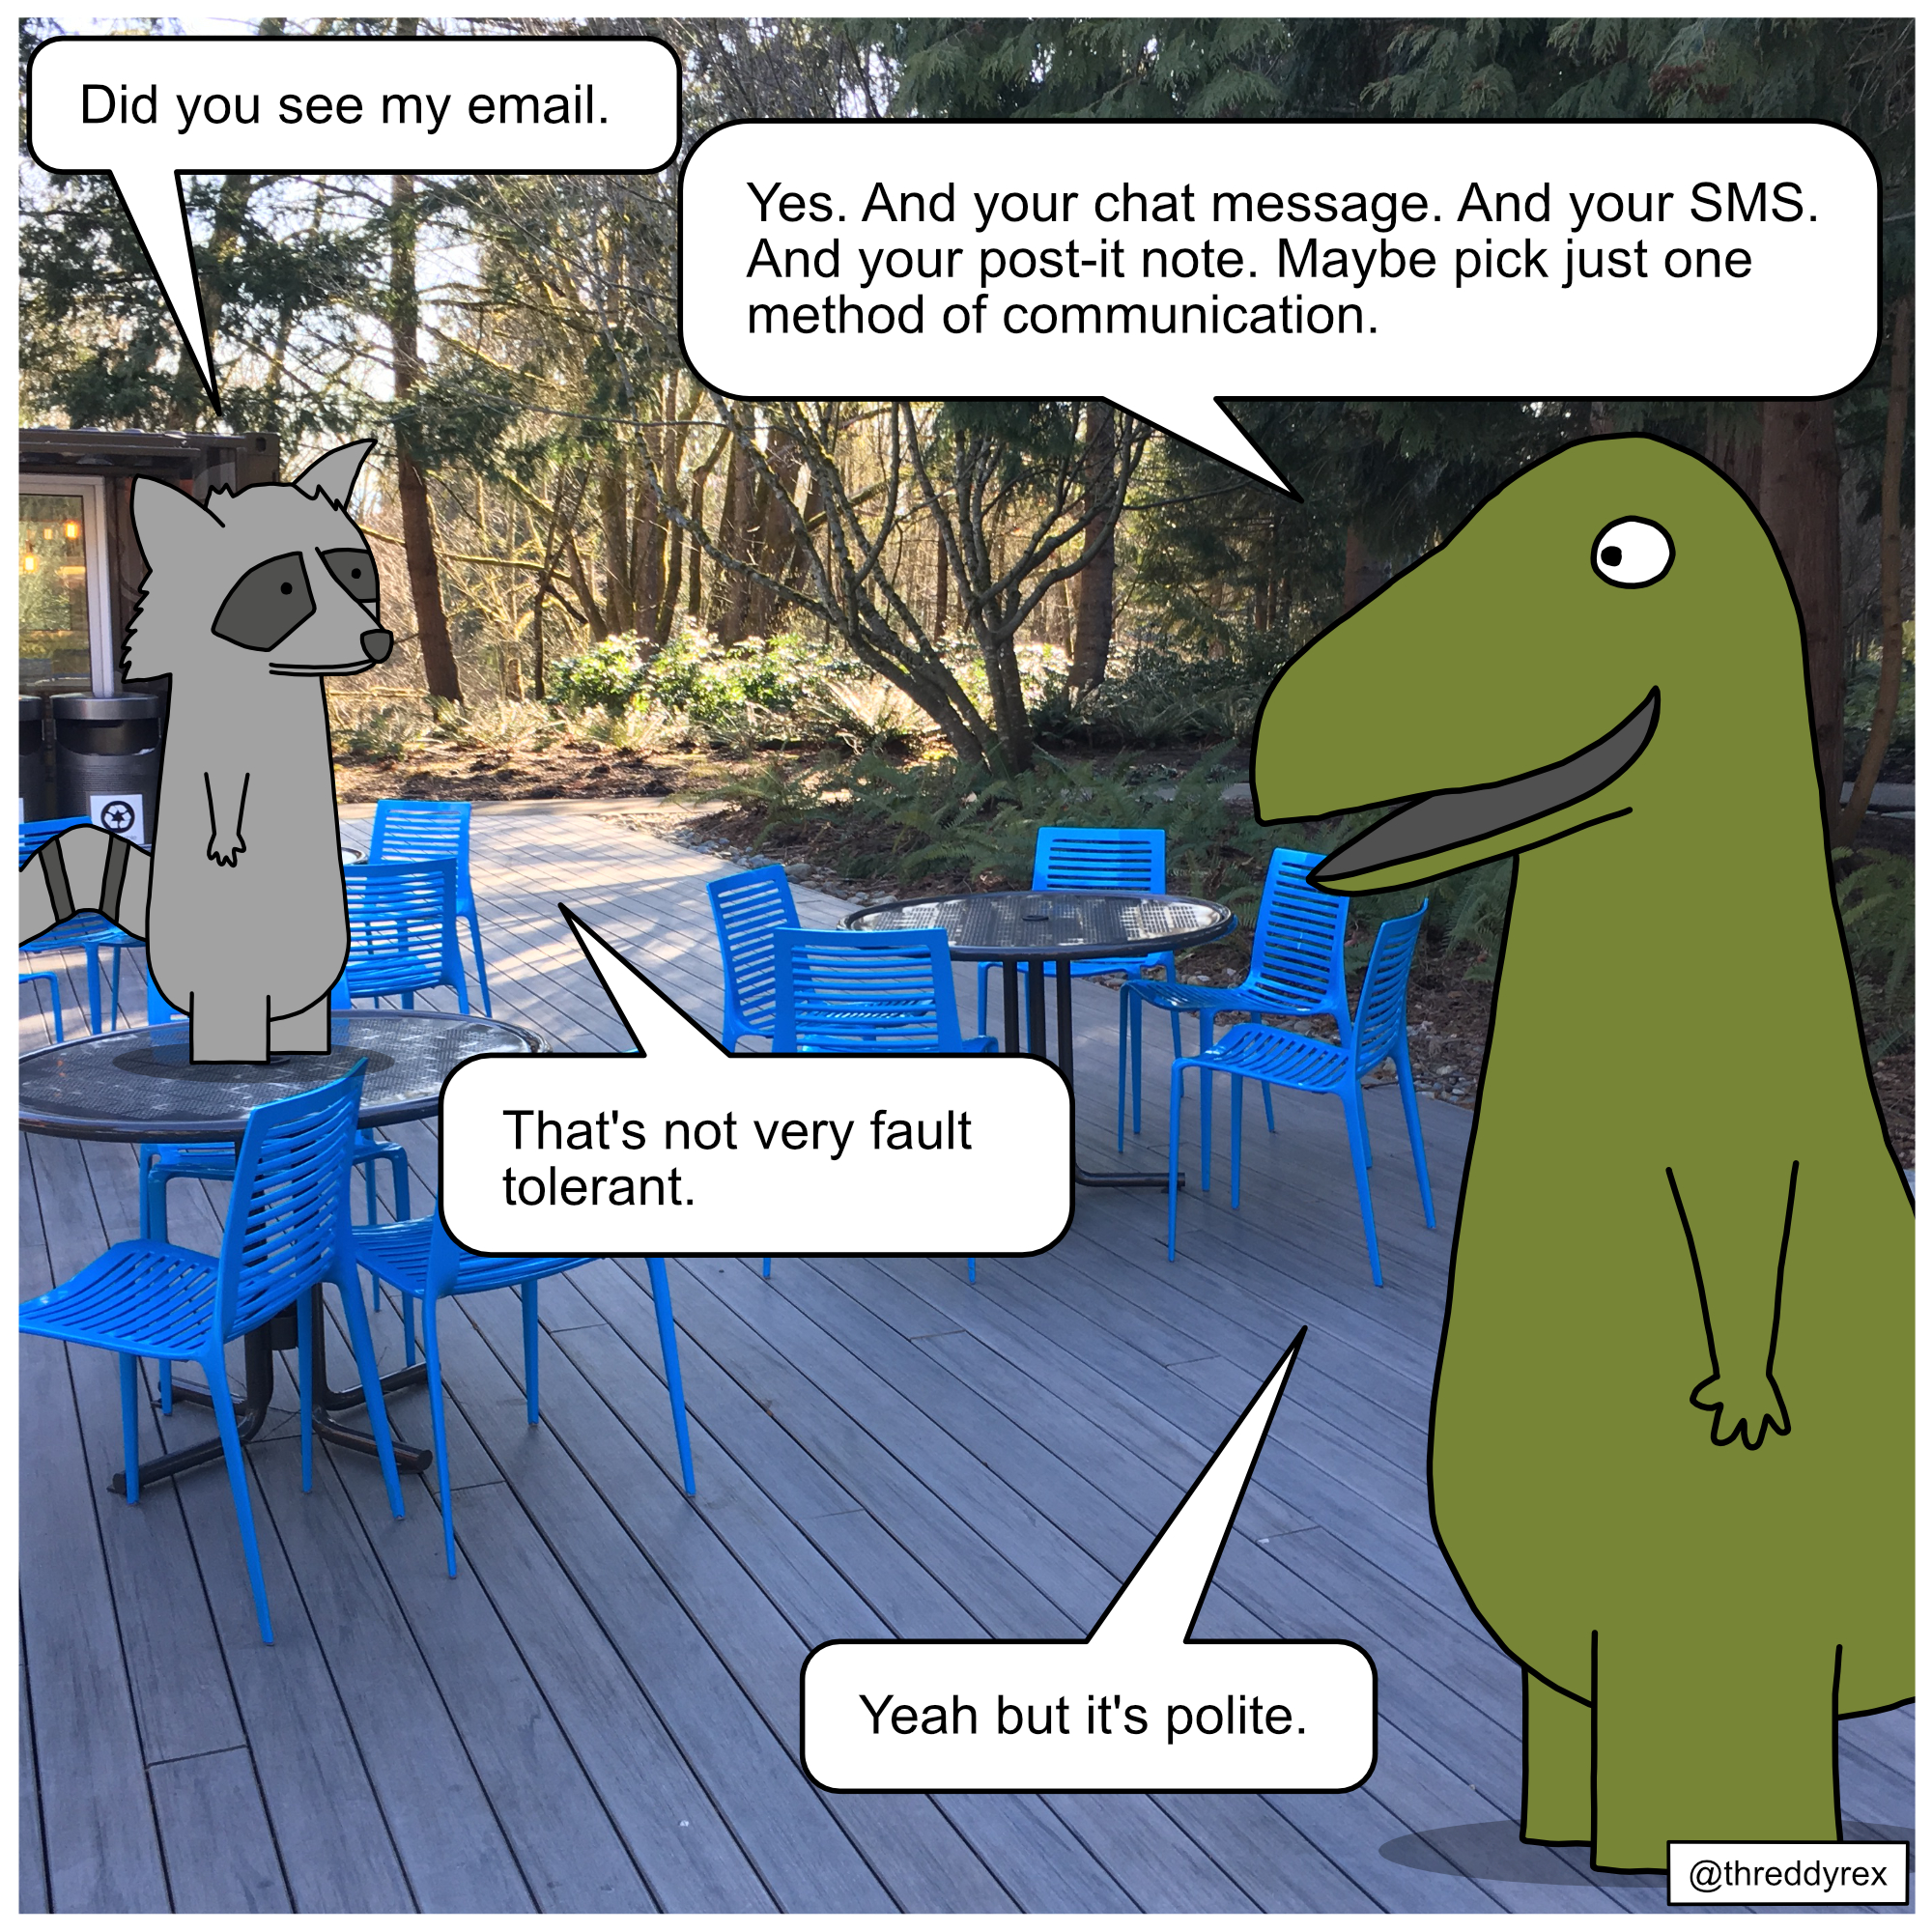 Did you see my email.
Yes. And your chat message. And your SMS.
And your post-it note. Maybe pick just one
method of communication.
That's not very fault
tolerant.
Yeah but it's polite.
@threddyrex